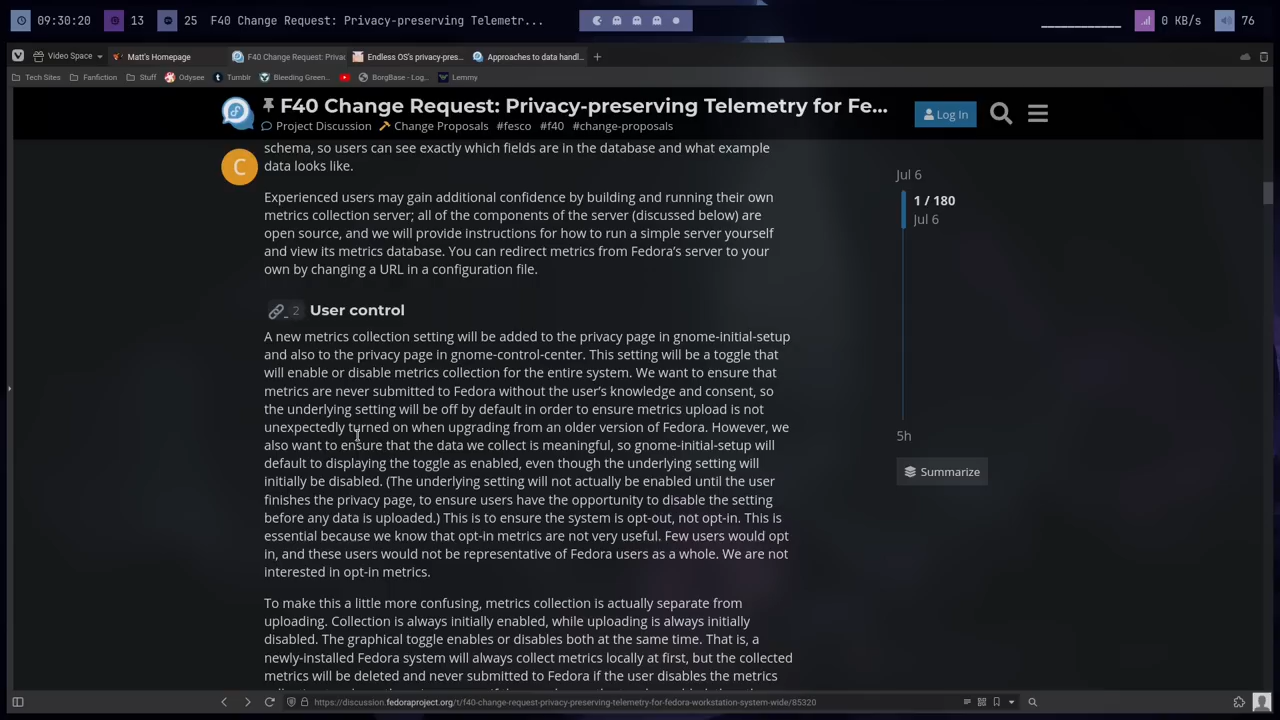 09:30:20
13
25
F40 Change Request: Privacy-preserving Telemetr...
0 KB/s
76
Video Space
Matt's Homepage
F40 Change Request: Privac
Endless OS's privacy-pres...
Approaches to data handl...
Tech Sites
Fanfiction
Stuff
Odysee
Tumblr
Bleeding Green...
BorgBase - Log...
Lemmy
F40 Change Request: Privacy-preserving Telemetry for Fe...
Project Discussion
Change Proposals
#fesco
#f40
#change-proposals
Log In
schema, so users can see exactly which fields are in the database and what example
data looks like.
C
Experienced users may gain additional confidence by building and running their own
metrics collection server; all of the components of the server (discussed below) are
open source, and we will provide instructions for how to run a simple server yourself
and view its metrics database. You can redirect metrics from Fedora's server to your
own by changing a URL in a configuration file.
2
User control
A new metrics collection setting will be added to the privacy page in gnome-initial-setup
and also to the privacy page in gnome-control-center. This setting will be a toggle that
will enable or disable metrics collection for the entire system. We want to ensure that
metrics are never submitted to Fedora without the user's knowledge and consent, so
the underlying setting will be off by default in order to ensure metrics upload is not
unexpectedly turned on when upgrading from an older version of Fedora. However, we
also want to ensure that the data we collect is meaningful, so gnome-initial-setup will
default to displaying the toggle as enabled, even though the underlying setting will
initially be disabled. (The underlying setting will not actually be enabled until the user
finishes the privacy page, to ensure users have the opportunity to disable the setting
before any data is uploaded.) This is to ensure the system is opt-out, not opt-in. This is
essential because we know that opt-in metrics are not very useful. Few users would opt
in, and these users would not be representative of Fedora users as a whole. We are not
interested in opt-in metrics.
To make this a little more confusing, metrics collection is actually separate from
uploading. Collection is always initially enabled, while uploading is always initially
disabled. The graphical toggle enables or disables both at the same time. That is, a
newly-installed Fedora system will always collect metrics locally at first, but the collected
metrics will be deleted and never submitted to Fedora if the user disables the metrics
Jul 6
1 / 180
Jul 6
5h
Summarize
https://discussion.fedoraproject.org/t/f40-change-request-privacy-preserving-telemetry-for-fedora-workstation-system-wide/85320